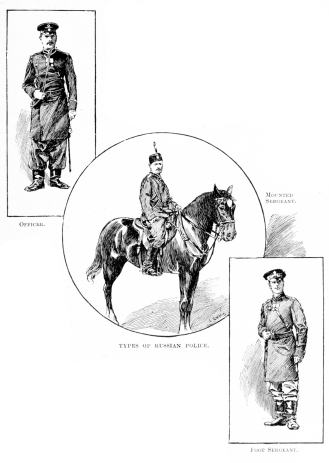 OFFICER.
MOUNTED
SERGEANT.
TYPES OF RUSSIAN POLICE.
FOOT SERGEANT.